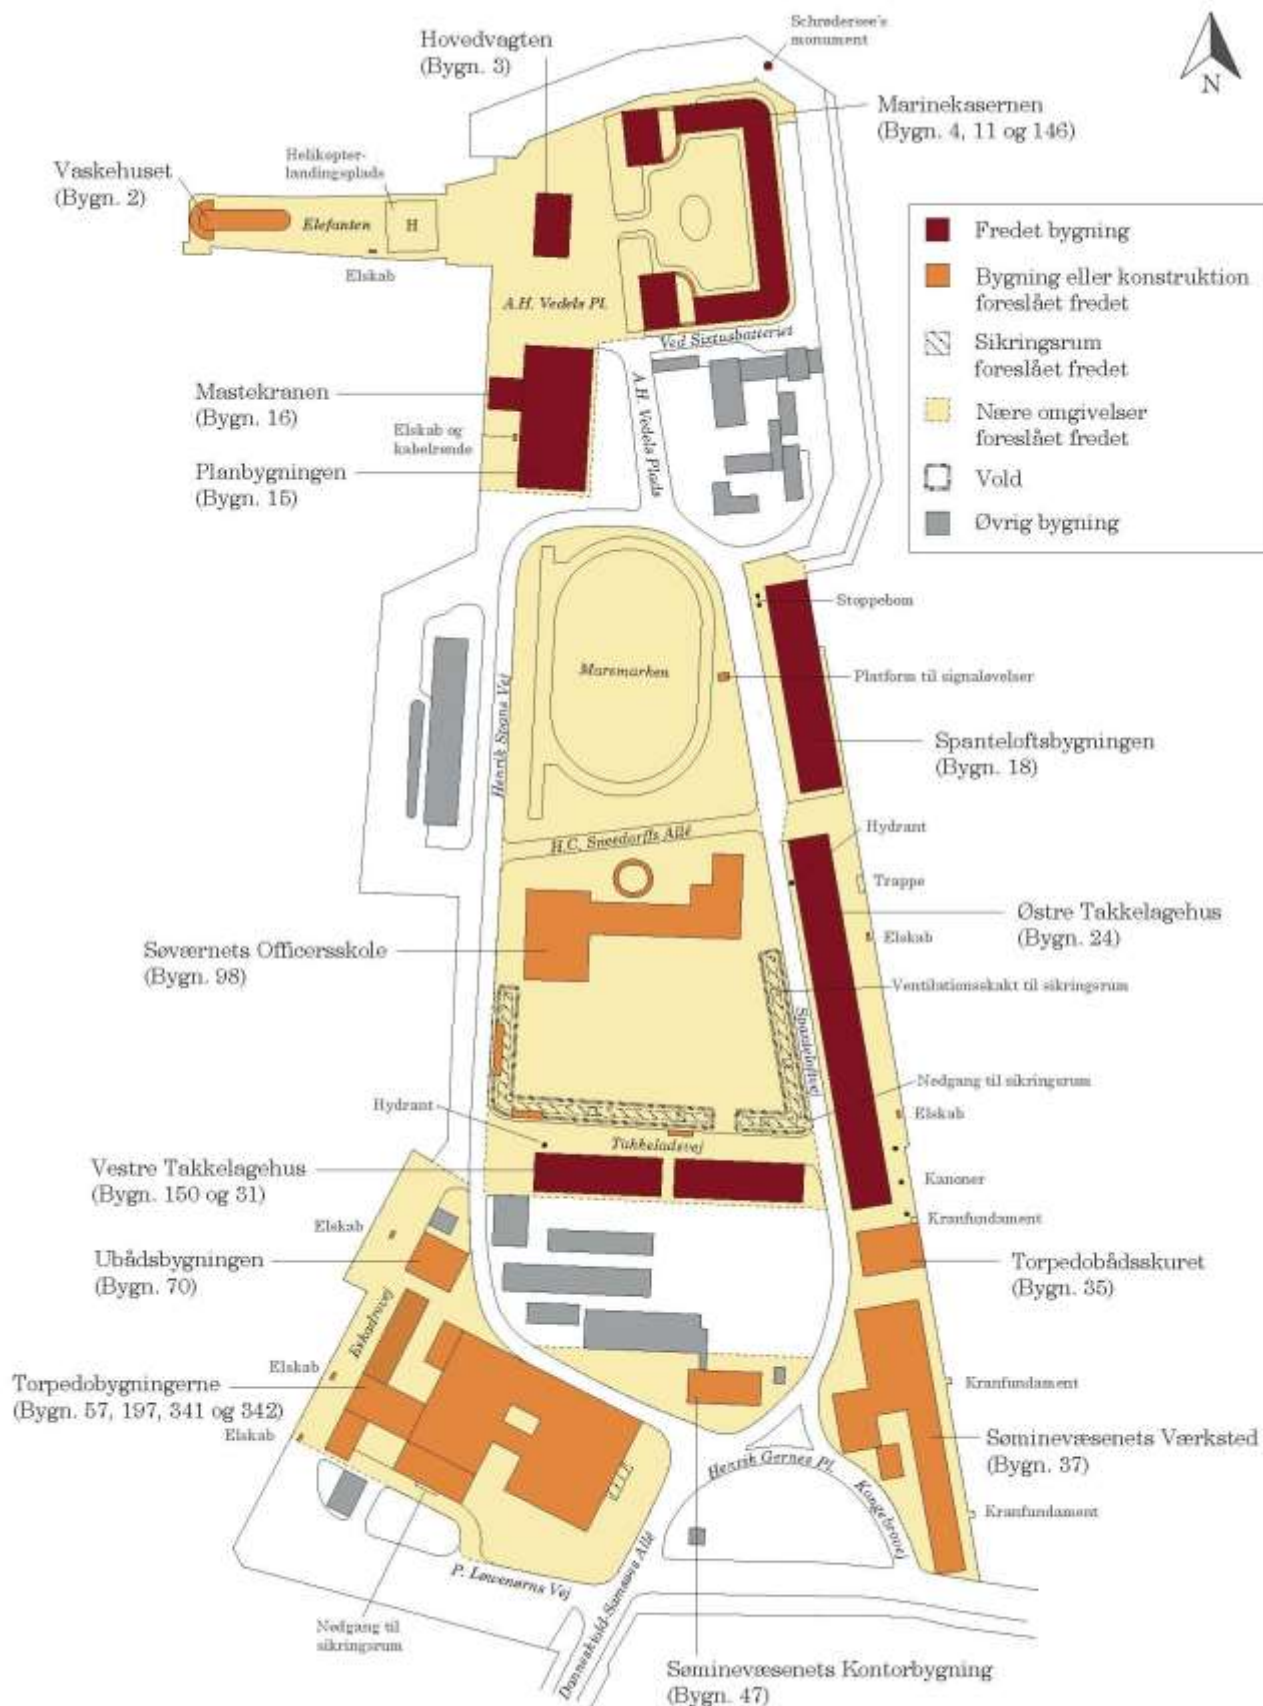 Schrødersee's
monument
Hovedvagten
(Bygn. 3)
N
Marinekasernen
(Bygn. 4, 11 og 146)
Helikopter-
landingsplads
Vaskehuset
(Bygn. 2)
Elefanten
H
Elskab
A.H. Vedels Pl.
Fredet bygning
Bygning eller konstruktion
foreslået fredet
Sikringsrum
foreslået fredet
Nære omgivelser
foreslået fredet
Vold
Øvrig bygning
Ved Sixtusbatteriet
A.H. Vedels Plads
Mastekranen
(Bygn. 16)
Elskab og
kabelrende
Planbygningen
(Bygn. 15)
Stoppebom
Marsmarken
Platform til signaløvelser
Henrik Spans Vej
Spanteloftsbygningen
(Bygn. 18)
Hydrant
H.C. Sneedorffs Allé
Trappe
Østre Takkelagehus
(Bygn. 24)
Elskab
Søværnets Officersskole
(Bygn. 98)
Ventilationsskakt til sikringsrum
Spanteloftvej
Nedgang til sikringsrum
Hydrant
Elskab
Takkeladsvej
Vestre Takkelagehus
(Bygn. 150 og 31)
Kanoner
Kranfundament
Elskab
Ubådsbygningen
(Bygn. 70)
Torpedobådsskuret
(Bygn. 35)
Eskadrevej
Elskab
Torpedobygningerne
(Bygn. 57, 197, 341 og 342)
Kranfundament
Elskab
Søminevæsenets Værksted
(Bygn. 37)
Henrik Gernes Pl.
Kongebrovej
Kranfundament
P. Løwenørns Vej
Danneskiold-Samsøes Allé
Nedgang til
sikringsrum
Søminevæsenets Kontorbygning
(Bygn. 47)